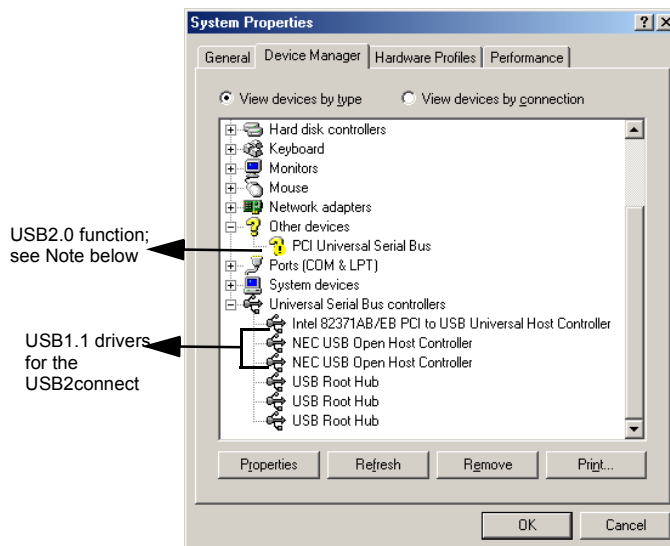 System Properties
General Device Manager Hardware Profiles Performance
View devices by type View devices by connection
Hard disk controllers
Keyboard
Monitors
Mouse
Network adapters
Other devices
PCI Universal Serial Bus
Ports (COM & LPT)
System devices
Universal Serial Bus controllers
Intel 82371AB/EB PCI to USB Universal Host Controller
NEC USB Open Host Controller
NEC USB Open Host Controller
USB Root Hub
USB Root Hub
USB Root Hub
Properties Refresh Remove Print...
OK Cancel
USB2.0 function;
see Note below
USB1.1 drivers
for the
USB2connect